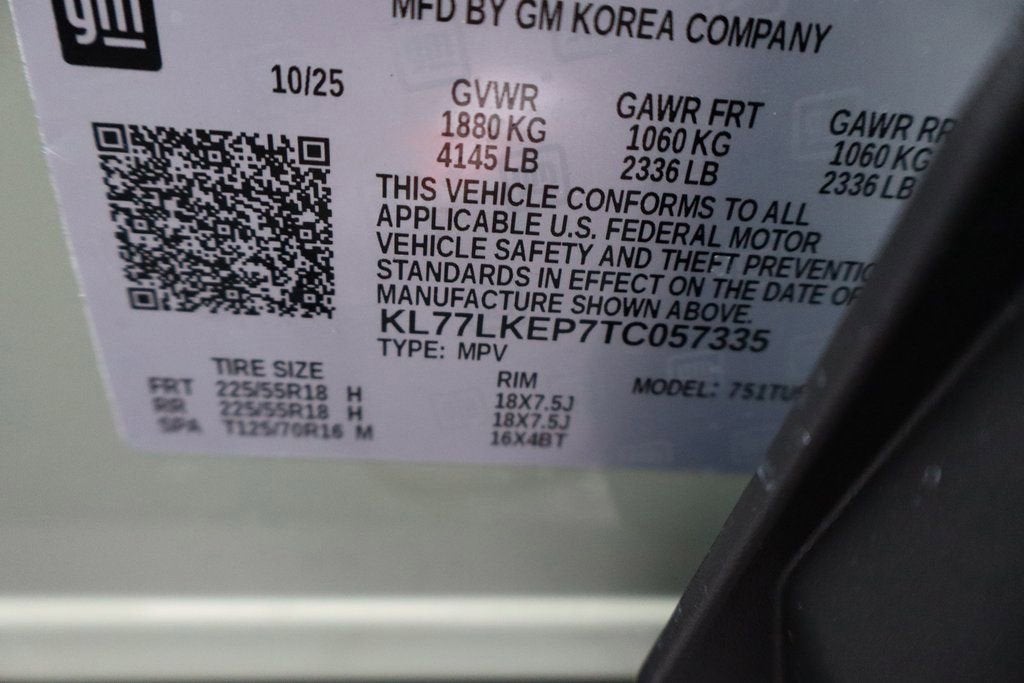 gm
MFD BY GM KOREA COMPANY
10/25
GVWR GAWR FRT GAWR
1880 KG 1060 KG 1060 KG
4145 LB 2336 LB 2336 LB
THIS VEHICLE CONFORMS TO ALL
APPLICABLE U.S. FEDERAL MOTOR
VEHICLE SAFETY AND THEFT
STANDARDS IN EFFECT ON THE DATE
MANUFACTURE SHOWN ABOVE.
KL77LKEP7TC057335
TYPE: MPV
TIRE SIZE RIM MODEL:
FRT 225/55R18 H 18X7.5J
RR 225/55R18 H 18X7.5J
SPA T125/70R16 M 16X4BT